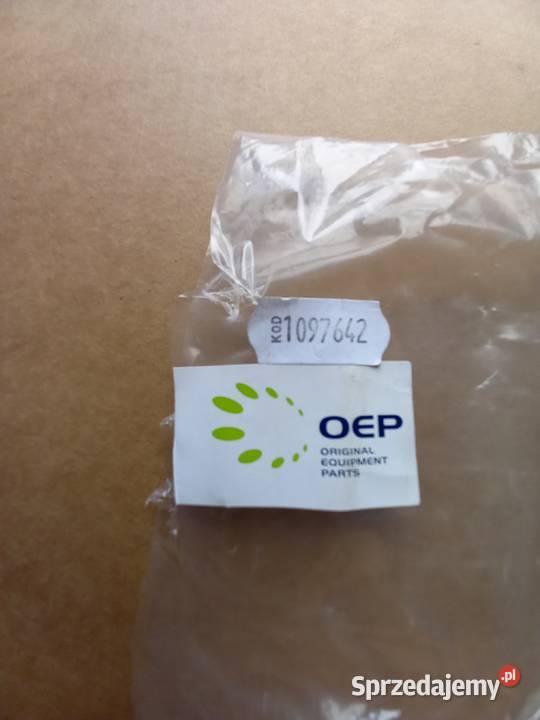 KOD 1097642
OEP
ORIGINAL
EQUIPMENT
PARTS
Sprzedajemy.pl